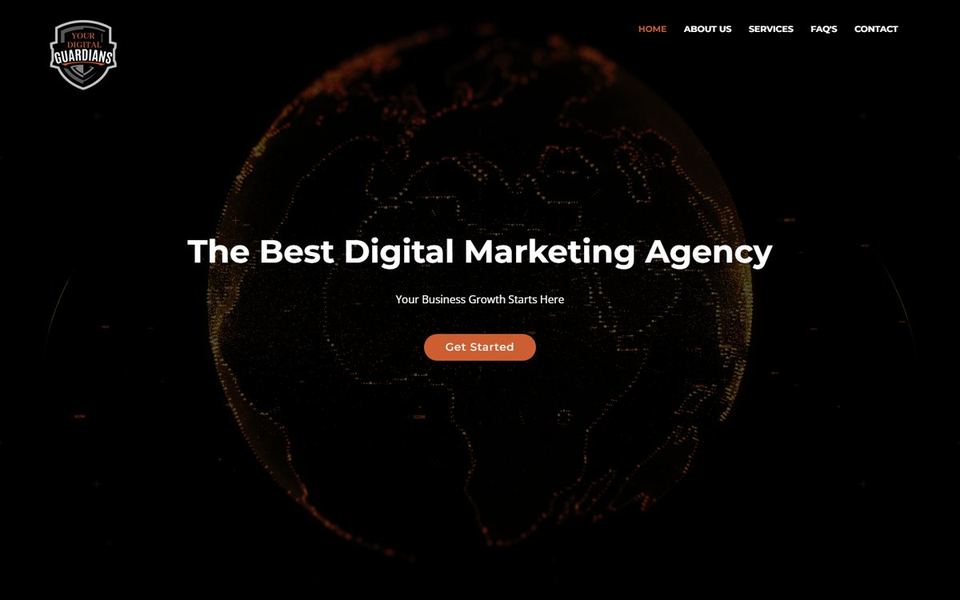 YOUR
DIGITAL
GUARDIANS
HOME
ABOUT US
SERVICES
FAQ'S
CONTACT
The Best Digital Marketing Agency
Your Business Growth Starts Here
Get Started